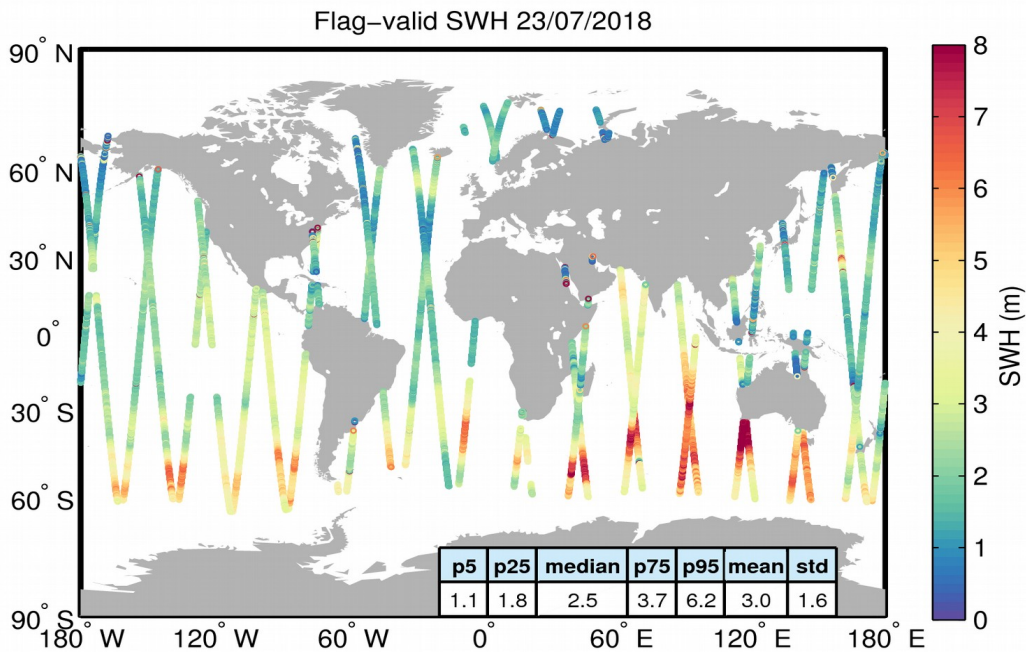 Flag−valid SWH 23/07/2018
90° N
60° N
30° N
0°
30° S
60° S
90° S
180° W
120° W
60° W
0°
60° E
120° E
180° E
p5 p25 median p75 p95 mean std
1.1 1.8 2.5 3.7 6.2 3.0 1.6
8
7
6
5
4
3
2
1
0
SWH (m)